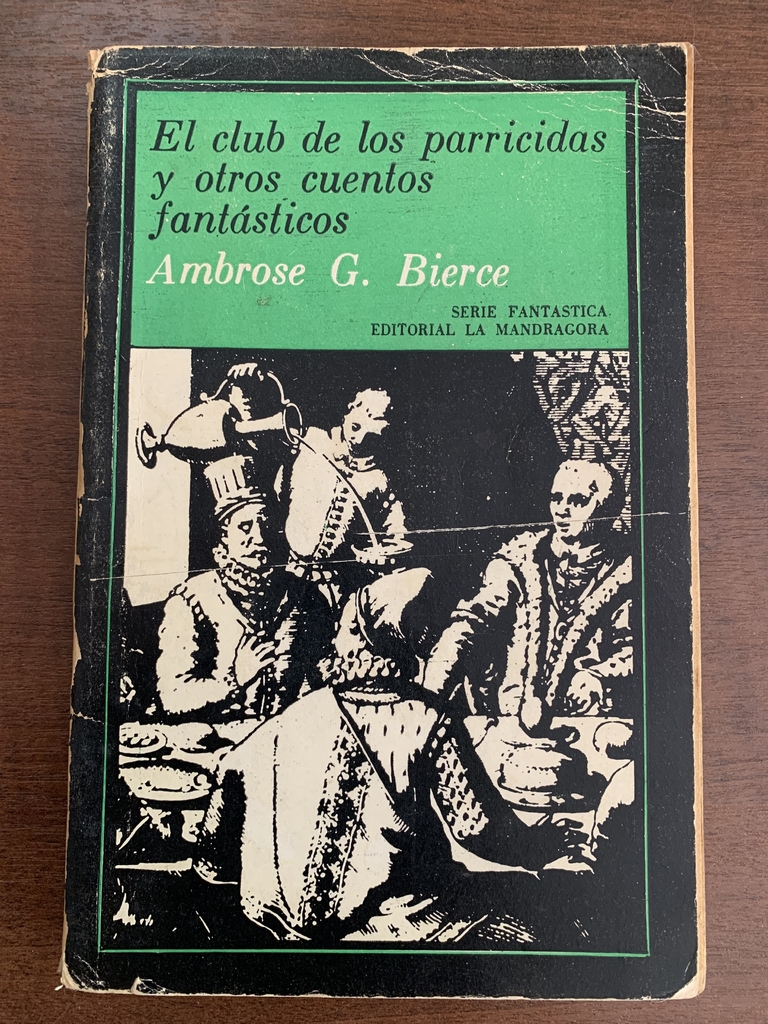 El club de los parricidas
y otros cuentos
fantásticos
Ambrose G. Bierce
SERIE FANTASTICA
EDITORIAL LA MANDRAGORA